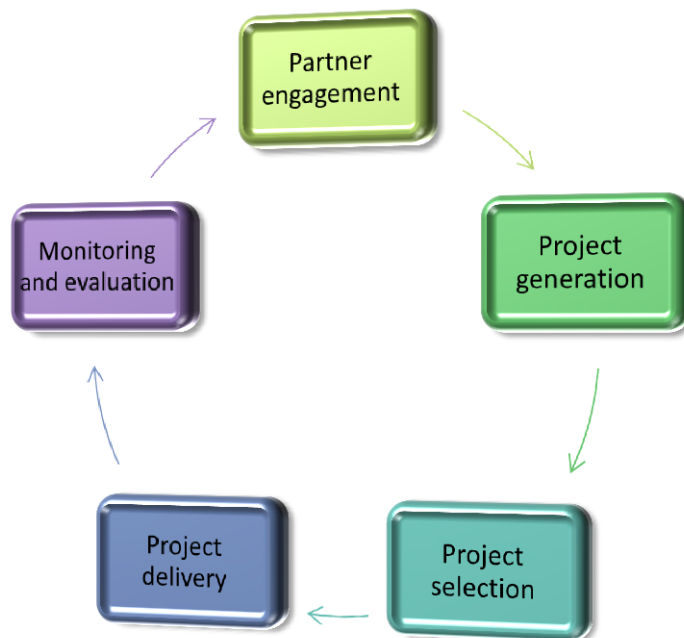 Partner
engagement
Project
generation
Project
selection
Project
delivery
Monitoring
and evaluation